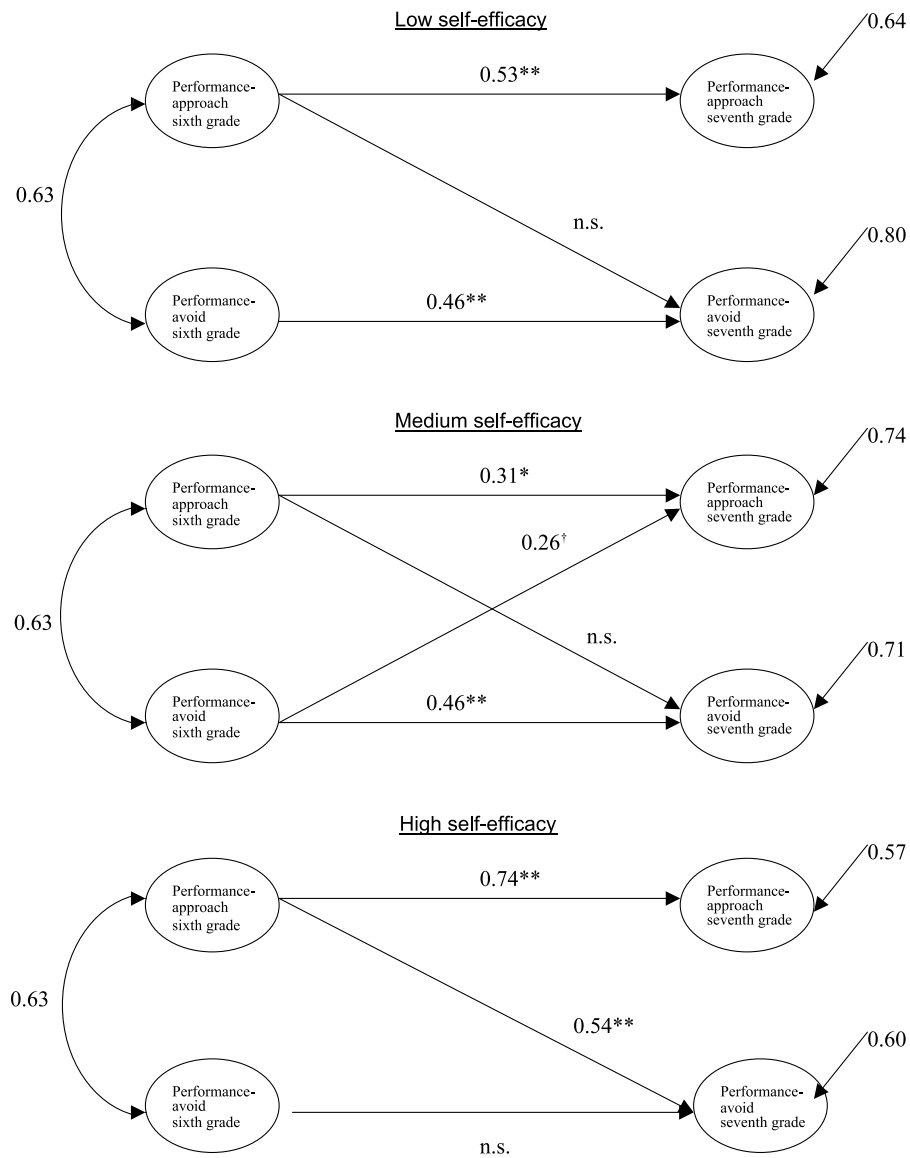 Low self-efficacy
0.64
0.53**
Performance-
approach
sixth grade
Performance-
approach
seventh grade
0.63
n.s.
0.80
0.46**
Performance-
avoid
sixth grade
Performance-
avoid
seventh grade
Medium self-efficacy
0.74
0.31*
Performance-
approach
sixth grade
Performance-
approach
seventh grade
0.26†
0.63
n.s.
0.71
0.46**
Performance-
avoid
sixth grade
Performance-
avoid
seventh grade
High self-efficacy
0.57
0.74**
Performance-
approach
sixth grade
Performance-
approach
seventh grade
0.63
0.54**
0.60
Performance-
avoid
sixth grade
Performance-
avoid
seventh grade
n.s.